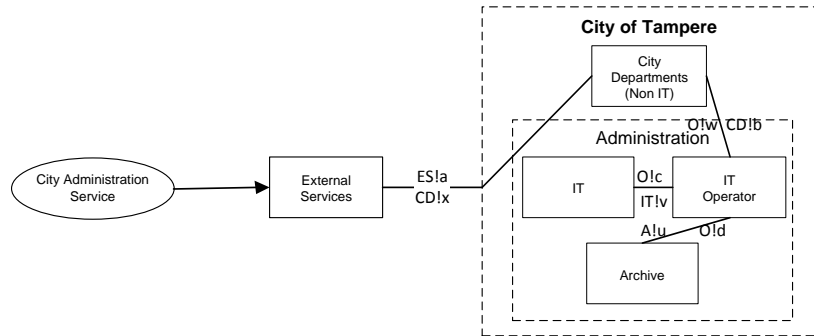 City of Tampere
City
Departments
(Non IT)
O!w CD!b
Administration
City Administration
Service
External
Services
ES!a
CD!x
IT
O!c
IT!v
IT
Operator
A!u O!d
Archive